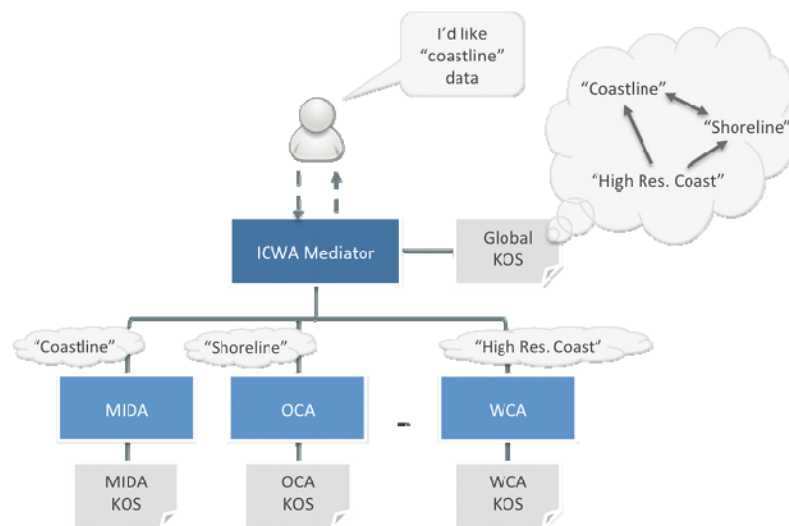 I'd like
“coastline”
data
“Coastline”
“Shoreline”
“High Res. Coast”
ICWA Mediator
Global
KOS
“Coastline”
“Shoreline”
“High Res. Coast”
MIDA
OCA
-
WCA
MIDA
KOS
OCA
KOS
WCA
KOS